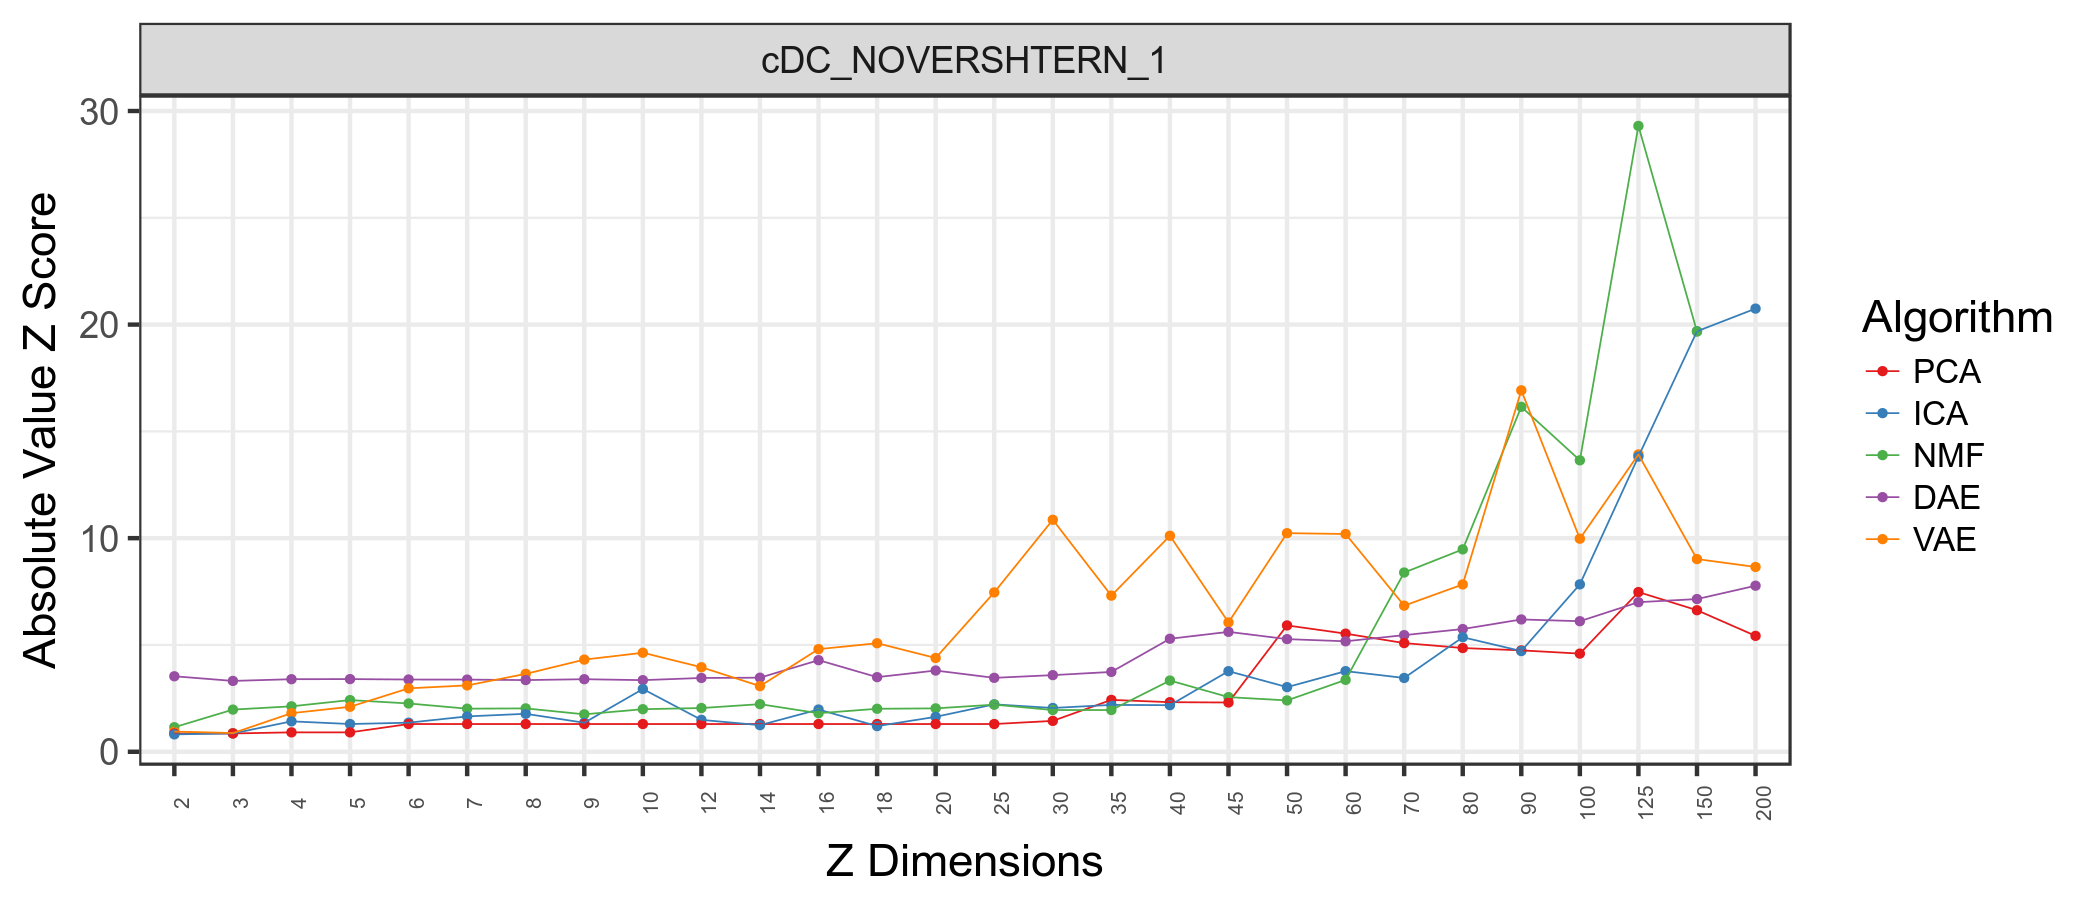 cDC_NOVERSHTERN_1
30
20
10
0
Absolute Value Z Score
2 3 4 5 6 7 8 9 10 12 14 16 18 20 25 30 35 40 45 50 60 70 80 90 100 125 150 200
Z Dimensions
Algorithm
PCA
ICA
NMF
DAE
VAE